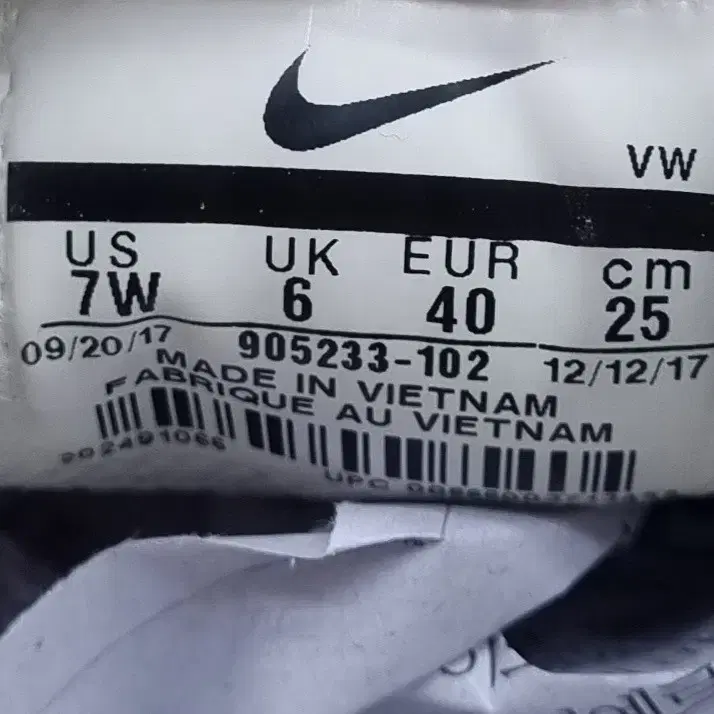 VW
US UK EUR cm
7W 6 40 25
09/20/17 905233-102 12/12/17
MADE IN VIETNAM
FABRIQUE AU VIETNAM
UPC